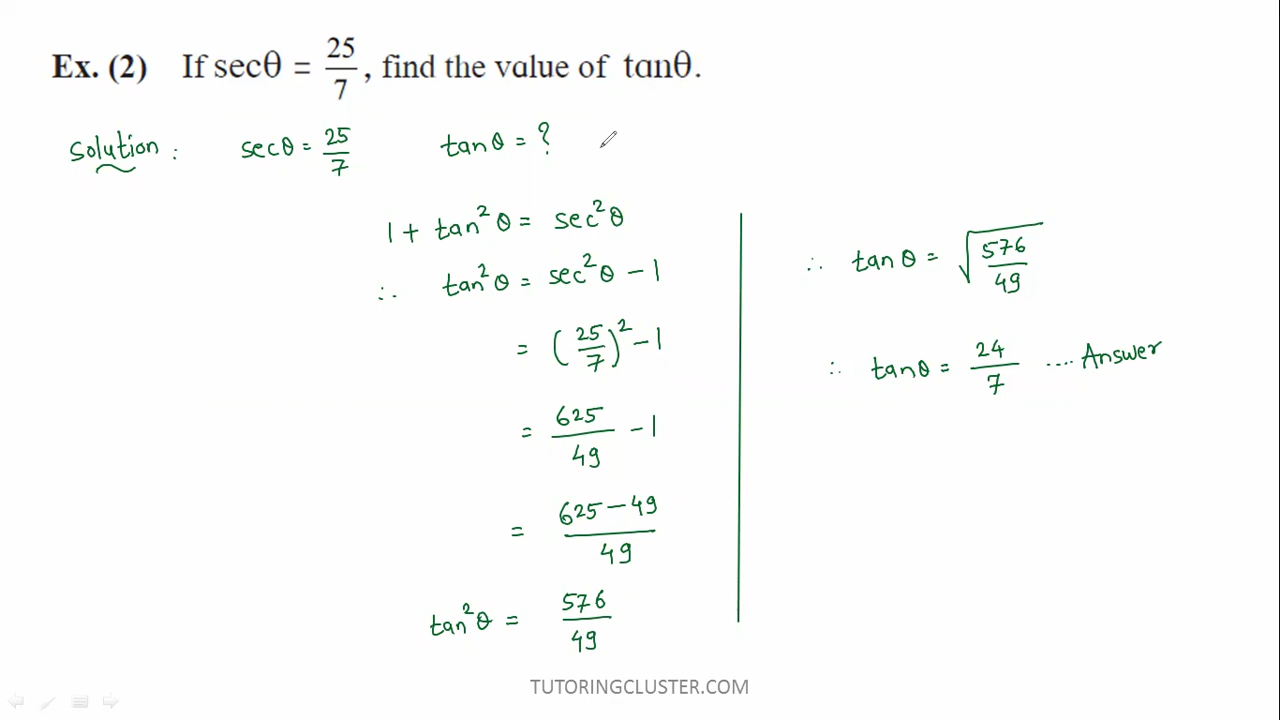 Ex. (2) If secθ = 25/7, find the value of tanθ.
Solution : secθ = 25/7 tanθ = ?
1 + tan²θ = sec²θ
∴ tan²θ = sec²θ − 1
= (25/7)² − 1
= 625/49 − 1
= 625 − 49/49
tan²θ = 576/49
∴ tanθ = √576/49
∴ tanθ = 24/7 .... Answer
TUTORINGCLUSTER.COM